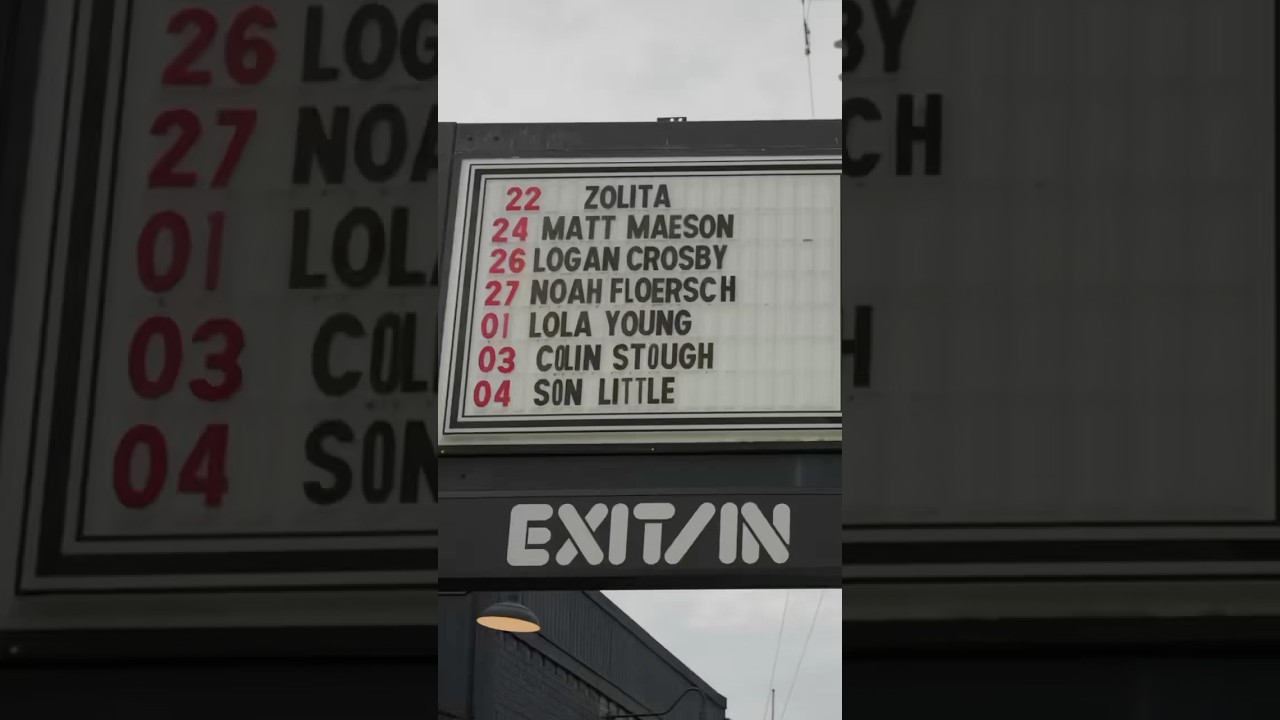 22 ZOLITA
24 MATT MAESON
26 LOGAN CROSBY
27 NOAH FLOERSCH
01 LOLA YOUNG
03 COLIN STOUGH
04 SON LITTLE
EXIT/IN